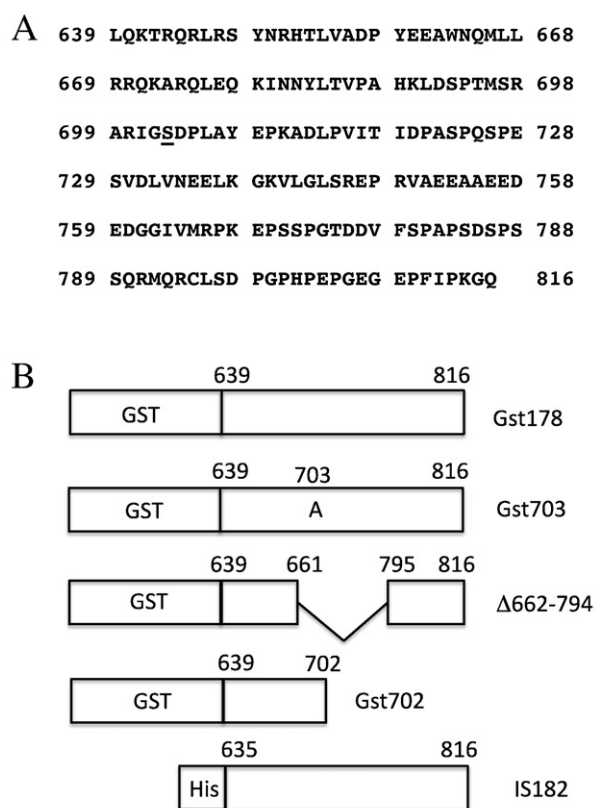 A
639 LQKTRQRLRS YNRHTLVADP YEEAWNQMLL 668
669 RRQKARQLEQ KINNYLTVPA HKLDSPTMSR 698
699 ARIGSDPLAY EPKADLPVIT IDPASPQSPE 728
729 SVDLVNEELK GKVLGLSREP RVAEEAAEED 758
759 EDGGIVMRPK EPSSPGTDDV FSPAPSDSPS 788
789 SQRMQRCLSD PGPHPEPGEG EPFIPKGQ 816
B
639 816
GST Gst178
639 703 816
GST A Gst703
639 661 795 816
GST Δ662-794
639 702
GST Gst702
635 816
His IS182